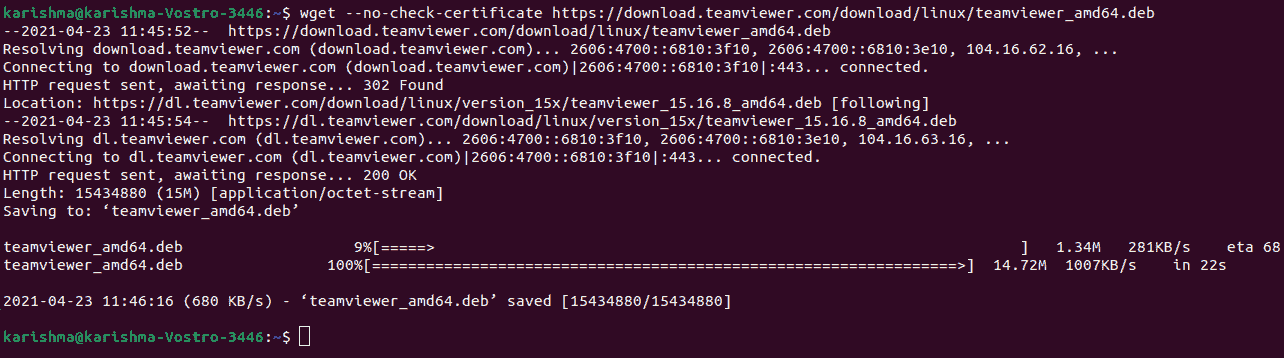 karishma@karishma-Vostro-3446:~$ wget --no-check-certificate https://download.teamviewer.com/download/linux/teamviewer_amd64.deb
--2021-04-23 11:45:52--  https://download.teamviewer.com/download/linux/teamviewer_amd64.deb
Resolving download.teamviewer.com (download.teamviewer.com)... 2606:4700::6810:3f10, 2606:4700::6810:3e10, 104.16.62.16, ...
Connecting to download.teamviewer.com (download.teamviewer.com)|2606:4700::6810:3f10|:443... connected.
HTTP request sent, awaiting response... 302 Found
Location: https://dl.teamviewer.com/download/linux/version_15x/teamviewer_15.16.8_amd64.deb [following]
--2021-04-23 11:45:54--  https://dl.teamviewer.com/download/linux/version_15x/teamviewer_15.16.8_amd64.deb
Resolving dl.teamviewer.com (dl.teamviewer.com)... 2606:4700::6810:3f10, 2606:4700::6810:3e10, 104.16.63.16, ...
Connecting to dl.teamviewer.com (dl.teamviewer.com)|2606:4700::6810:3f10|:443... connected.
HTTP request sent, awaiting response... 200 OK
Length: 15434880 (15M) [application/octet-stream]
Saving to: ‘teamviewer_amd64.deb’
teamviewer_amd64.deb                   9%[=====>                                                                 ]   1.34M   281KB/s    eta 68
teamviewer_amd64.deb                100%[=================================================================>]  14.72M  1007KB/s    in 22s
2021-04-23 11:46:16 (680 KB/s) - ‘teamviewer_amd64.deb’ saved [15434880/15434880]
karishma@karishma-Vostro-3446:~$